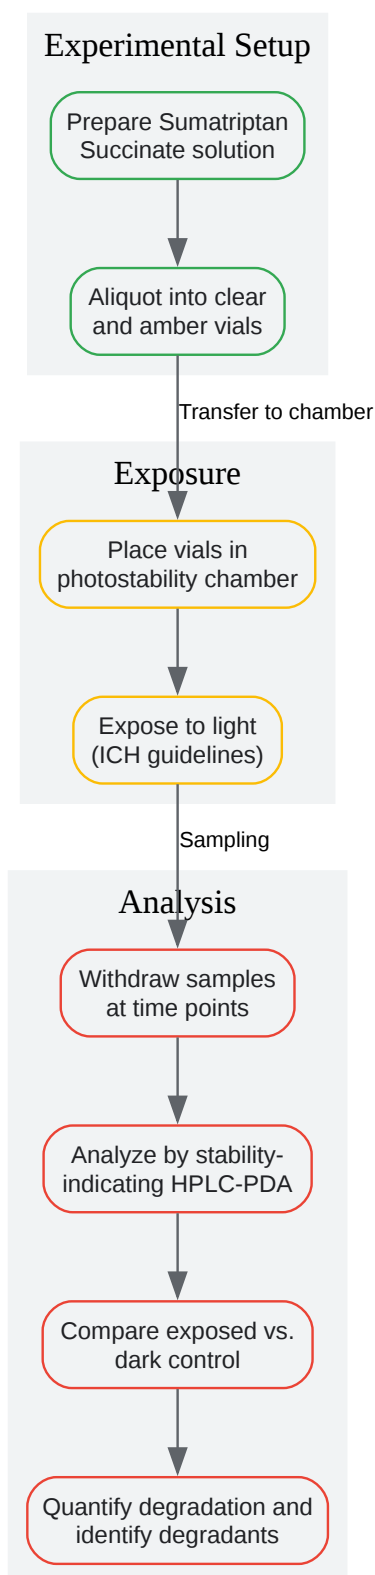 Experimental Setup
Prepare Sumatriptan
Succinate solution
Aliquot into clear
and amber vials
Transfer to chamber
Exposure
Place vials in
photostability chamber
Expose to light
(ICH guidelines)
Sampling
Analysis
Withdraw samples
at time points
Analyze by stability-
indicating HPLC-PDA
Compare exposed vs.
dark control
Quantify degradation and
identify degradants